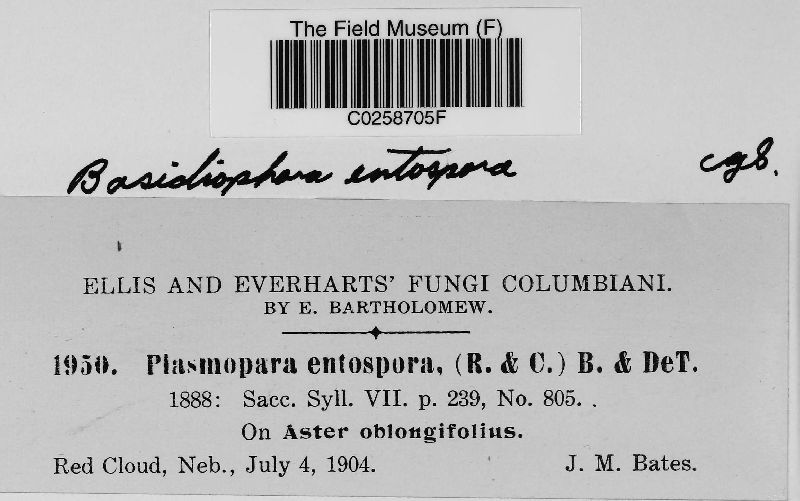 The Field Museum (F)
C0258705F
Basidiophora entospora cgS.
ELLIS AND EVERHARTS' FUNGI COLUMBIANI.
BY E. BARTHOLOMEW.
1950. Plasmopara entospora, (R. & C.) B. & DeT.
1888: Sacc. Syll. VII. p. 239, No. 805.
On Aster oblongifolius.
Red Cloud, Neb., July 4, 1904. J. M. Bates.